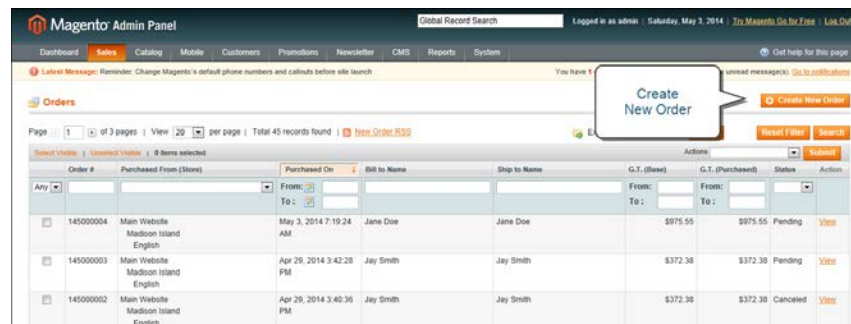 Magento Admin Panel
Global Record Search
Logged in as admin | Saturday, May 3, 2014 | Try Magento Go for Free | Log Out
Dashboard Sales Catalog Mobile Customers Promotions Newsletter CMS Reports System
Get help for this page
Latest Message: Reminder: Change Magento's default phone numbers and callouts before site launch
You have 1
unread message(s). Go to notifications
Create
New Order
Orders
Create New Order
Page 1 of 3 pages | View 20 per page | Total 45 records found | New Order RSS
Reset Filter Search
Select Visible | Unselect Visible | 0 items selected
Actions Submit
Order # Purchased From (Store) Purchased On Bill to Name Ship to Name G.T. (Base) G.T. (Purchased) Status Action
Any From: From: From:
To : To : To :
145000004 Main Website May 3, 2014 7:19:24 Jane Doe Jane Doe $975.55 $975.55 Pending View
Madison Island AM
English
145000003 Main Website Apr 29, 2014 3:42:28 Jay Smith Jay Smith $372.38 $372.38 Pending View
Madison Island PM
English
145000002 Main Website Apr 29, 2014 3:40:36 Jay Smith Jay Smith $372.38 $372.38 Canceled View
Madison Island PM
English